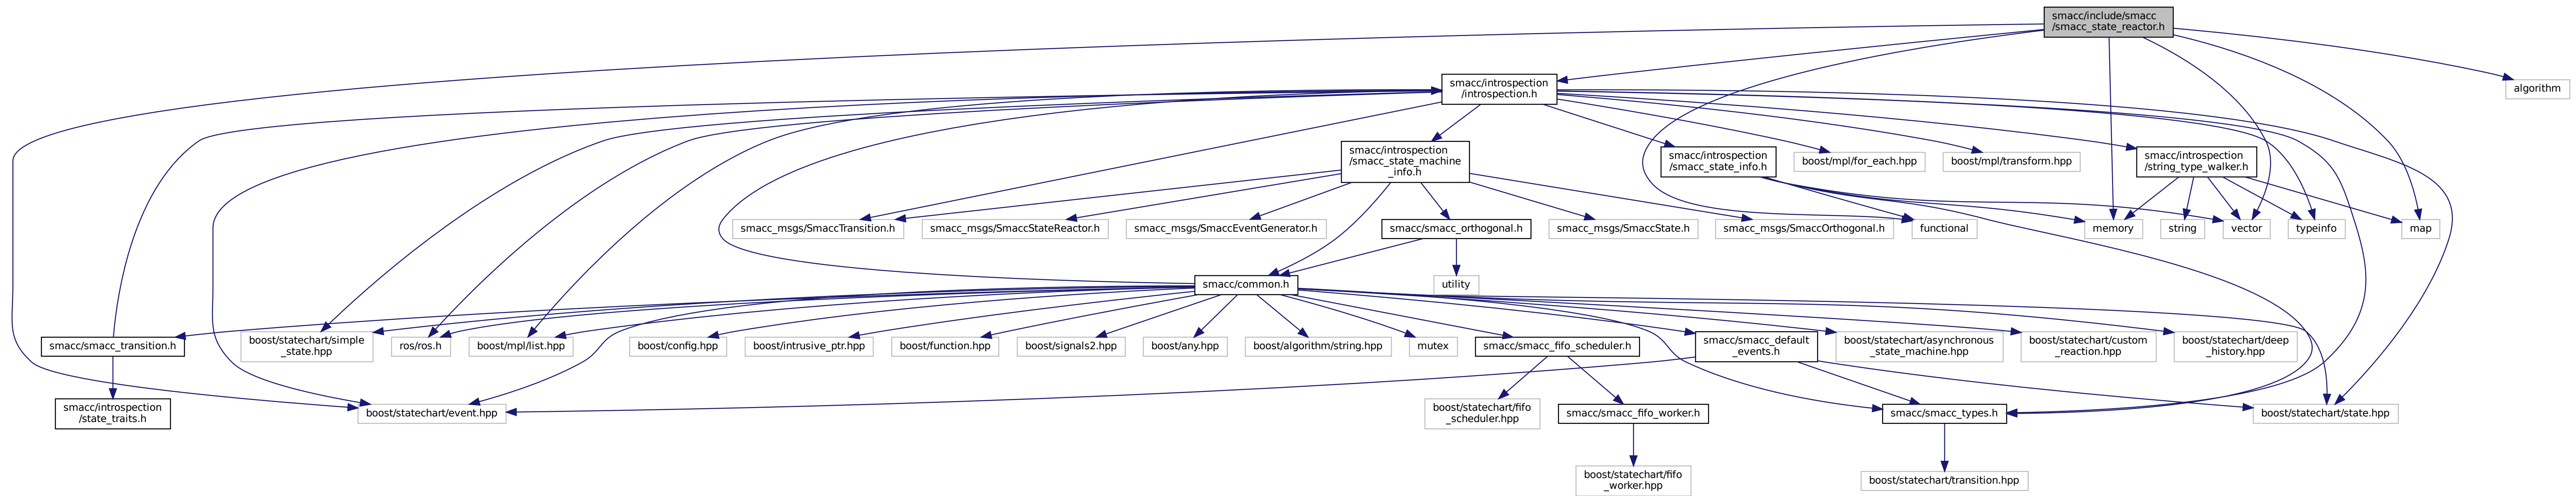 smacc/include/smacc
/smacc_state_reactor.h
smacc/introspection
/introspection.h
algorithm
smacc/introspection
/smacc_state_machine
_info.h
smacc/introspection
/smacc_state_info.h
boost/mpl/for_each.hpp
boost/mpl/transform.hpp
smacc/introspection
/string_type_walker.h
smacc_msgs/SmaccTransition.h
smacc_msgs/SmaccStateReactor.h
smacc_msgs/SmaccEventGenerator.h
smacc/smacc_orthogonal.h
smacc_msgs/SmaccState.h
smacc_msgs/SmaccOrthogonal.h
functional
memory
string
vector
typeinfo
map
smacc/common.h
utility
smacc/smacc_transition.h
boost/statechart/simple
_state.hpp
ros/ros.h
boost/mpl/list.hpp
boost/config.hpp
boost/intrusive_ptr.hpp
boost/function.hpp
boost/signals2.hpp
boost/any.hpp
boost/algorithm/string.hpp
mutex
smacc/smacc_fifo_scheduler.h
smacc/smacc_default
_events.h
boost/statechart/asynchronous
_state_machine.hpp
boost/statechart/custom
_reaction.hpp
boost/statechart/deep
_history.hpp
smacc/introspection
/state_traits.h
boost/statechart/event.hpp
boost/statechart/fifo
_scheduler.hpp
smacc/smacc_fifo_worker.h
smacc/smacc_types.h
boost/statechart/state.hpp
boost/statechart/fifo
_worker.hpp
boost/statechart/transition.hpp